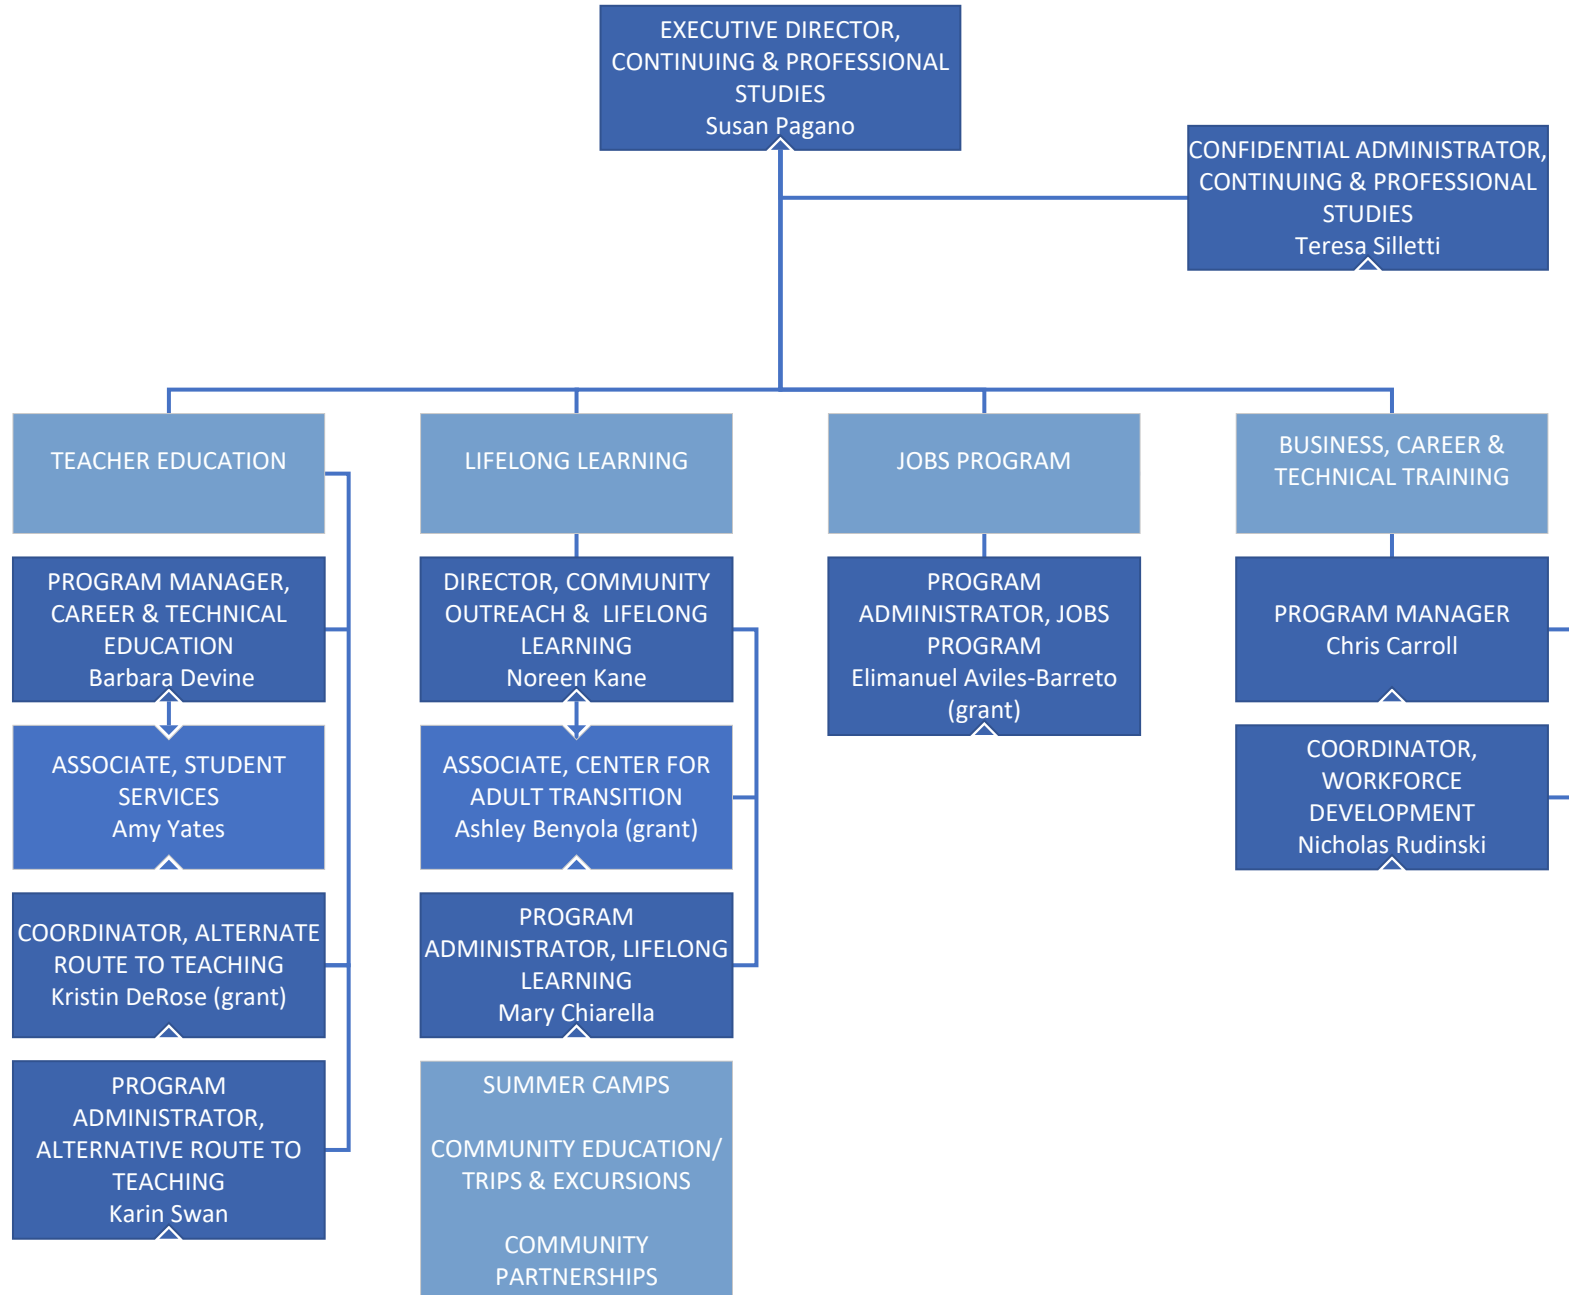 EXECUTIVE DIRECTOR,
CONTINUING & PROFESSIONAL
STUDIES
Susan Pagano
CONFIDENTIAL ADMINISTRATOR,
CONTINUING & PROFESSIONAL
STUDIES
Teresa Silletti
TEACHER EDUCATION
PROGRAM MANAGER,
CAREER & TECHNICAL
EDUCATION
Barbara Devine
ASSOCIATE, STUDENT
SERVICES
Amy Yates
COORDINATOR, ALTERNATE
ROUTE TO TEACHING
Kristin DeRose (grant)
PROGRAM
ADMINISTRATOR,
ALTERNATIVE ROUTE TO
TEACHING
Karin Swan
LIFELONG LEARNING
DIRECTOR, COMMUNITY
OUTREACH & LIFELONG
LEARNING
Noreen Kane
ASSOCIATE, CENTER FOR
ADULT TRANSITION
Ashley Benyola (grant)
PROGRAM
ADMINISTRATOR, LIFELONG
LEARNING
Mary Chiarella
SUMMER CAMPS
COMMUNITY EDUCATION/
TRIPS & EXCURSIONS
COMMUNITY
PARTNERSHIPS
JOBS PROGRAM
PROGRAM
ADMINISTRATOR, JOBS
PROGRAM
Elimanuel Aviles-Barreto
(grant)
BUSINESS, CAREER &
TECHNICAL TRAINING
PROGRAM MANAGER
Chris Carroll
COORDINATOR,
WORKFORCE
DEVELOPMENT
Nicholas Rudinski